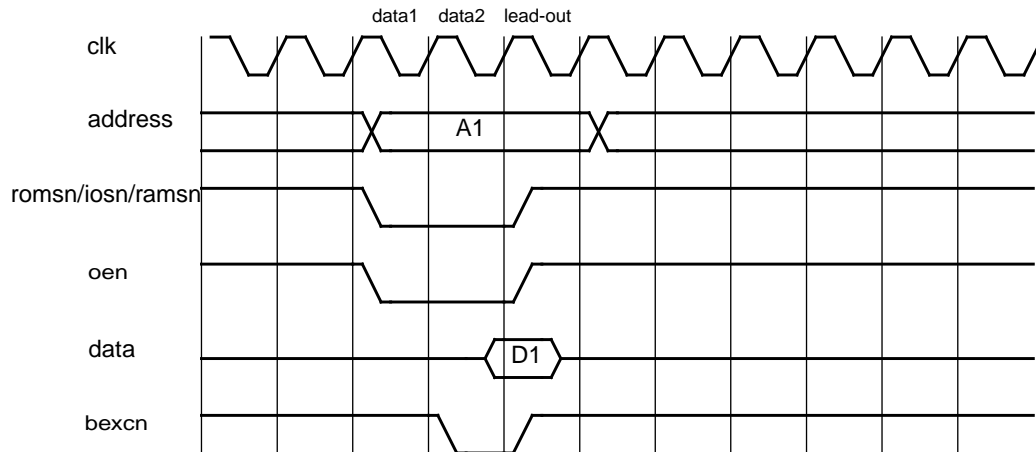 data1 data2 lead-out
clk
address
A1
romsn/iosn/ramsn
oen
data
D1
bexcn